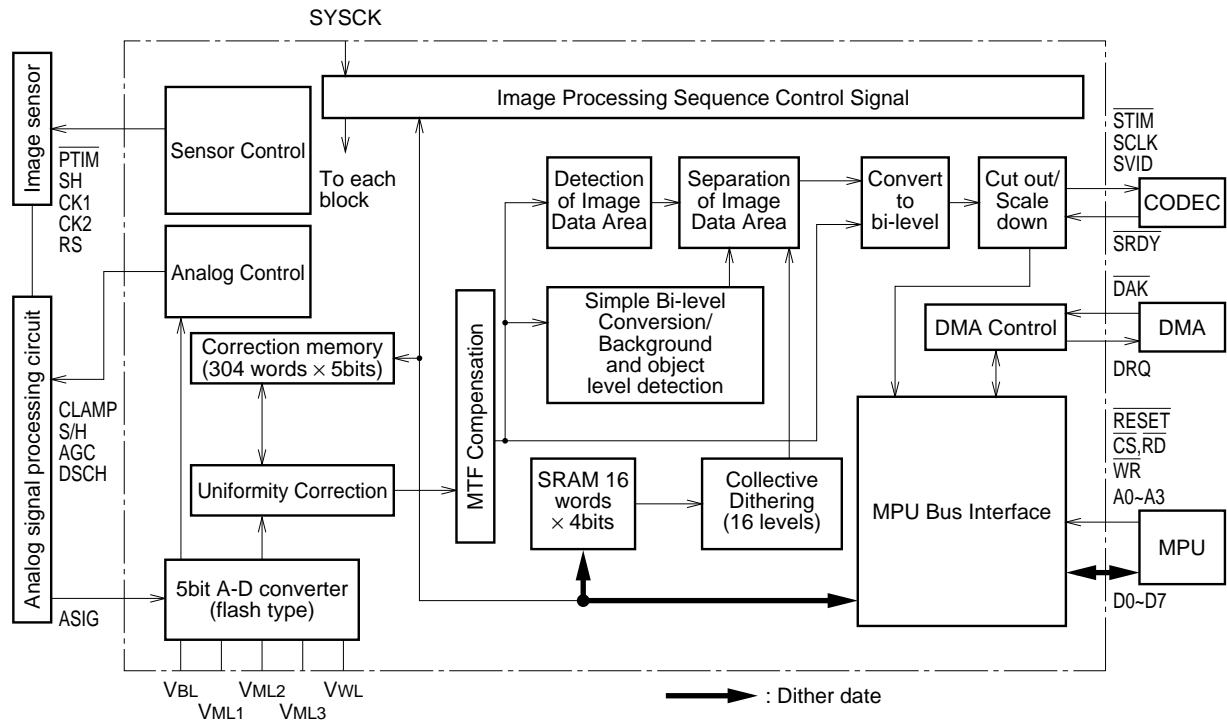 SYSCK
Image sensor
Image Processing Sequence Control Signal
Sensor Control
To each
block
PTIM
SH
CK1
CK2
RS
Detection
of Image
Data Area
Separation
of Image
Data Area
Convert
to
bi-level
Cut out/
Scale
down
STIM
SCLK
SVID
CODEC
SRDY
Analog Control
Simple Bi-level
Conversion/
Background
and object
level detection
DMA Control
DAK
DMA
DRQ
Analog signal processing circuit
Correction memory
(304 words × 5bits)
MTF Compensation
CLAMP
S/H
AGC
DSCH
Uniformity Correction
SRAM 16
words
× 4bits
Collective
Dithering
(16 levels)
MPU Bus Interface
RESET
CS,RD
WR
A0~A3
MPU
D0~D7
5bit A-D converter
(flash type)
ASIG
VBL
VML2
VWL
VML1
VML3
: Dither date